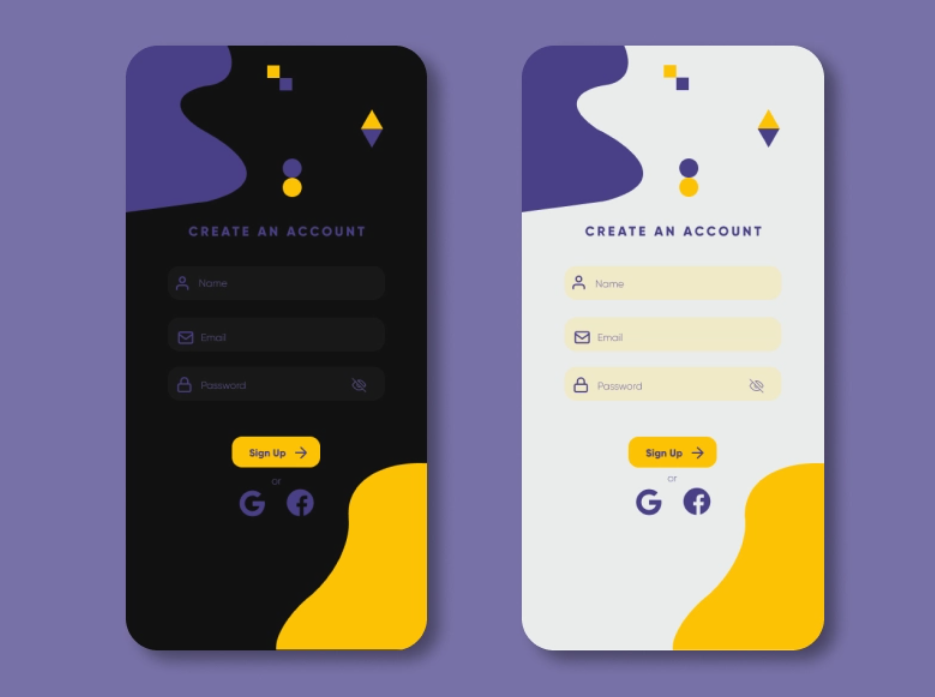 CREATE AN ACCOUNT
Name
Email
Password
Sign Up
or
CREATE AN ACCOUNT
Name
Email
Password
Sign Up
or